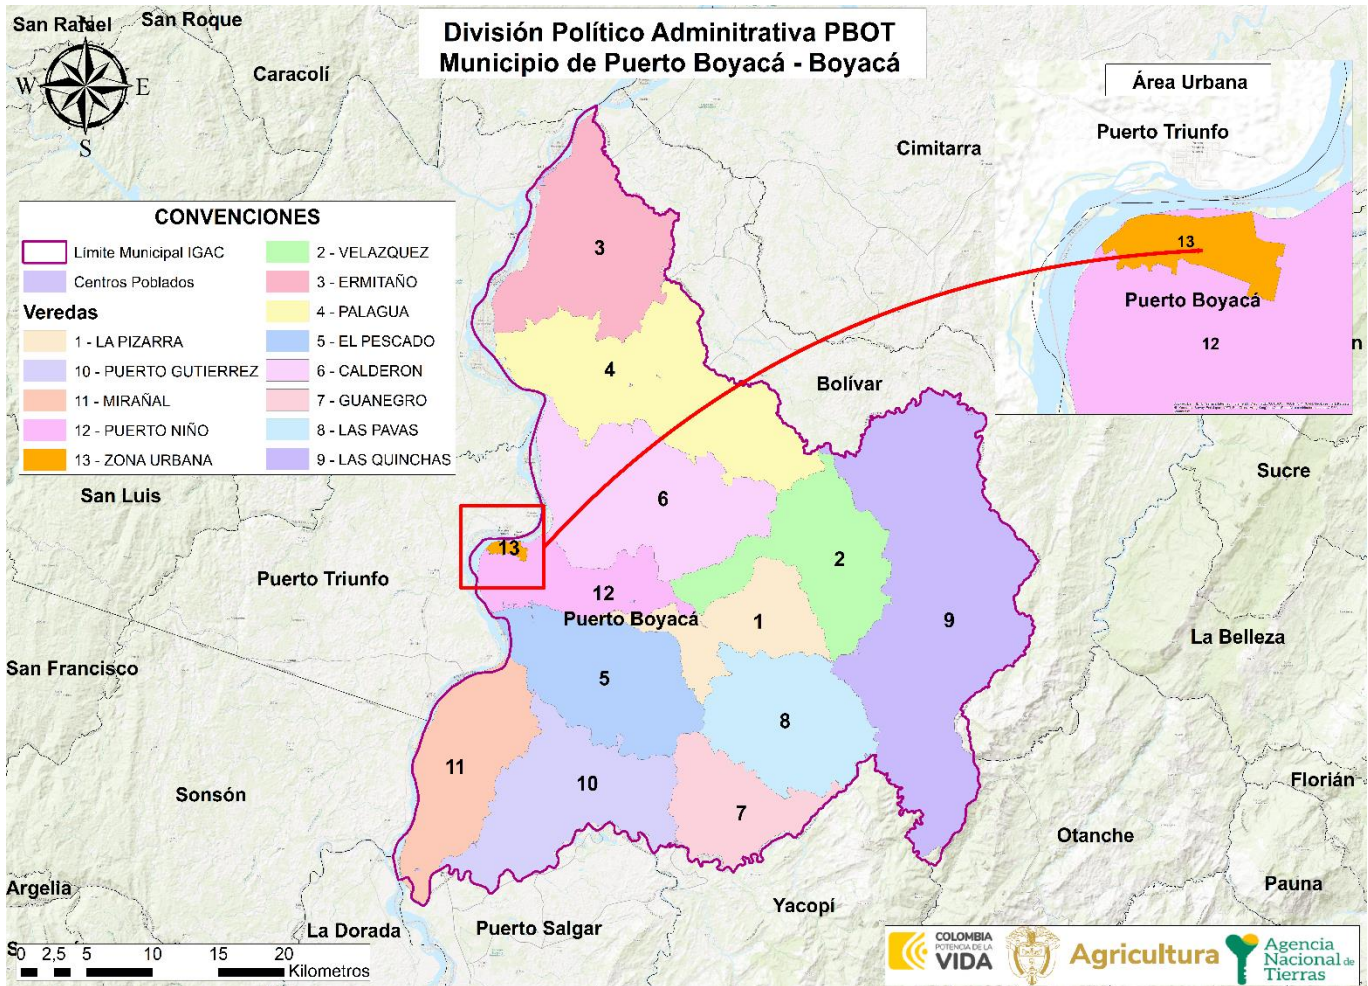 División Político Adminitrativa PBOT
Municipio de Puerto Boyacá - Boyacá
San Rafael
San Roque
Caracolí
N
W
E
S
Cimitarra
Área Urbana
Puerto Triunfo
13
Puerto Boyacá
12
CONVENCIONES
Límite Municipal IGAC
Centros Poblados
Veredas
1 - LA PIZARRA
10 - PUERTO GUTIERREZ
11 - MIRAÑAL
12 - PUERTO NIÑO
13 - ZONA URBANA
2 - VELAZQUEZ
3 - ERMITAÑO
4 - PALAGUA
5 - EL PESCADO
6 - CALDERON
7 - GUANEGRO
8 - LAS PAVAS
9 - LAS QUINCHAS
3
4
Bolívar
n
San Luis
Sucre
6
13
2
Puerto Triunfo
12
Puerto Boyacá
1
9
La Belleza
San Francisco
5
8
11
10
7
Sonsón
Florián
Otanche
Argelia
Pauna
Yacopí
La Dorada
Puerto Salgar
S
0 2,5 5 10 15 20
Kilometros
COLOMBIA
POTENCIA DE LA
VIDA
Agricultura
Agencia
Nacional de
Tierras